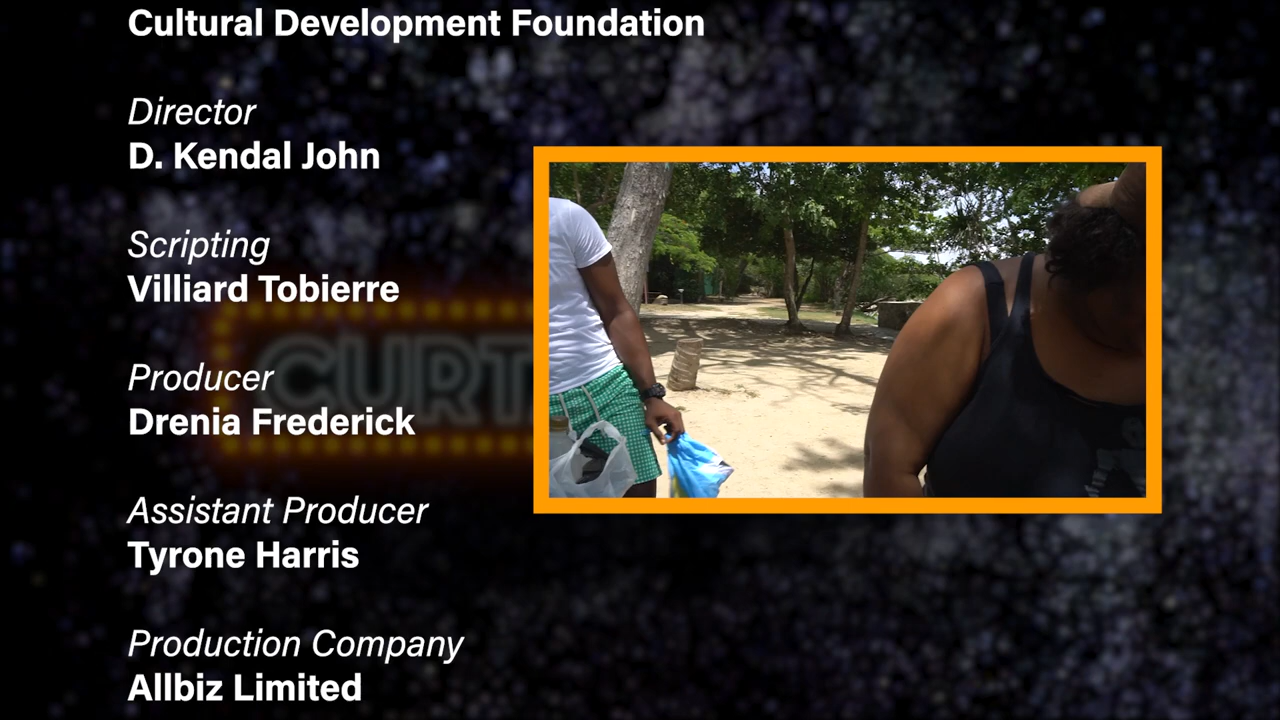 Cultural Development Foundation
Director
D. Kendal John
Scripting
Villiard Tobierre
CURT
Producer
Drenia Frederick
Assistant Producer
Tyrone Harris
Production Company
Allbiz Limited